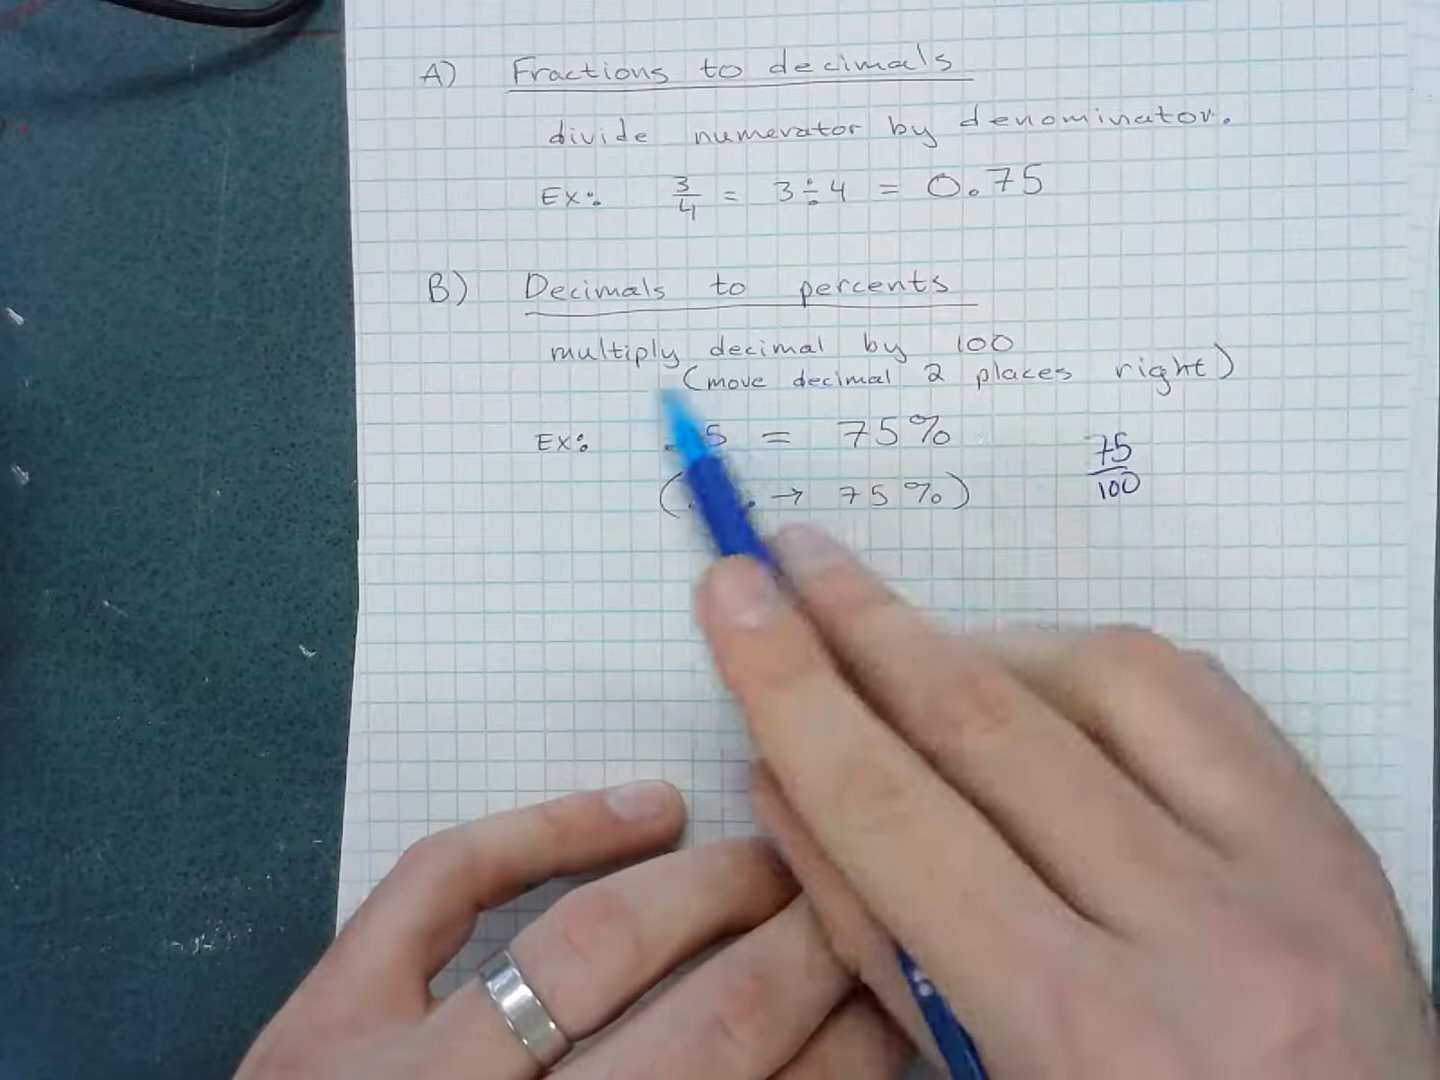 A) Fractions to decimals
divide numerator by denominator.
Ex: 3/4 = 3÷4 = 0.75
B) Decimals to percents
multiply decimal by 100
(move decimal 2 places right)
Ex: 5 = 75%
75/100
( → 75%)